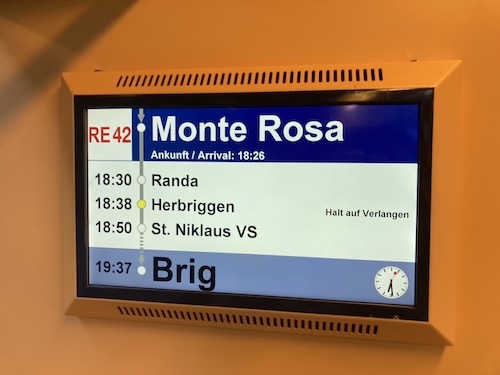 RE 42 Monte Rosa
Ankunft / Arrival: 18:26
18:30 Randa
18:38 Herbriggen Halt auf Verlangen
18:50 St. Niklaus VS
19:37 Brig